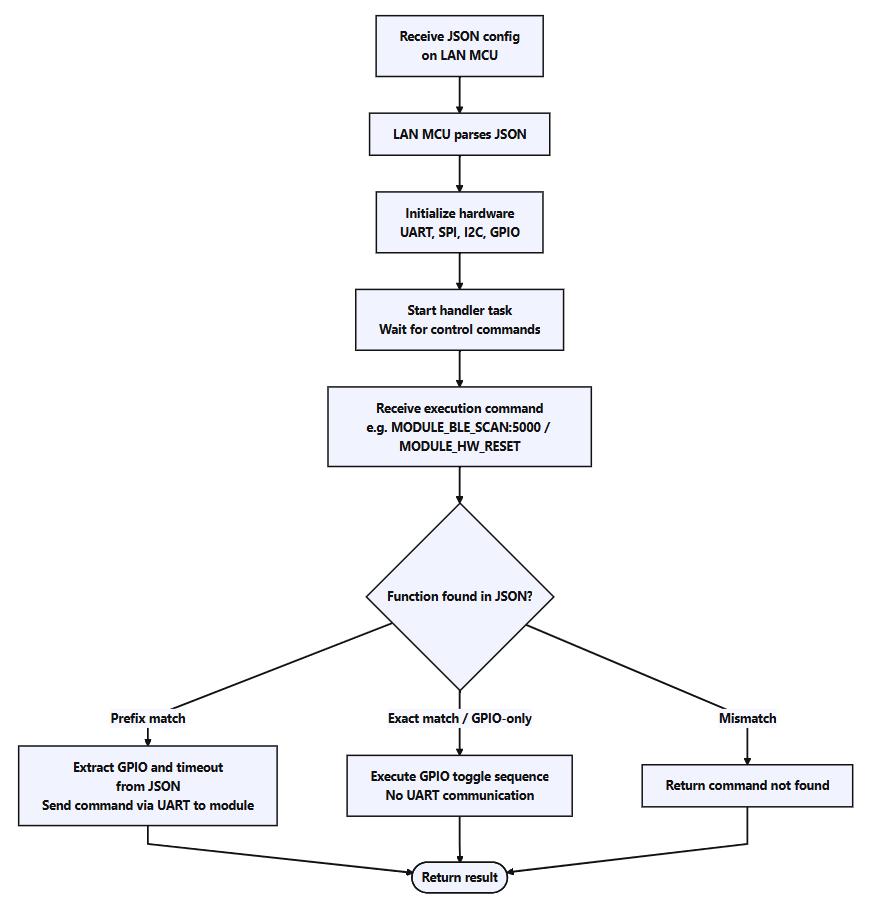 Receive JSON config
on LAN MCU
LAN MCU parses JSON
Initialize hardware
UART, SPI, I2C, GPIO
Start handler task
Wait for control commands
Receive execution command
e.g. MODULE_BLE_SCAN:5000 /
MODULE_HW_RESET
Function found in JSON?
Prefix match
Exact match / GPIO-only
Mismatch
Extract GPIO and timeout
from JSON
Send command via UART to module
Execute GPIO toggle sequence
No UART communication
Return command not found
Return result